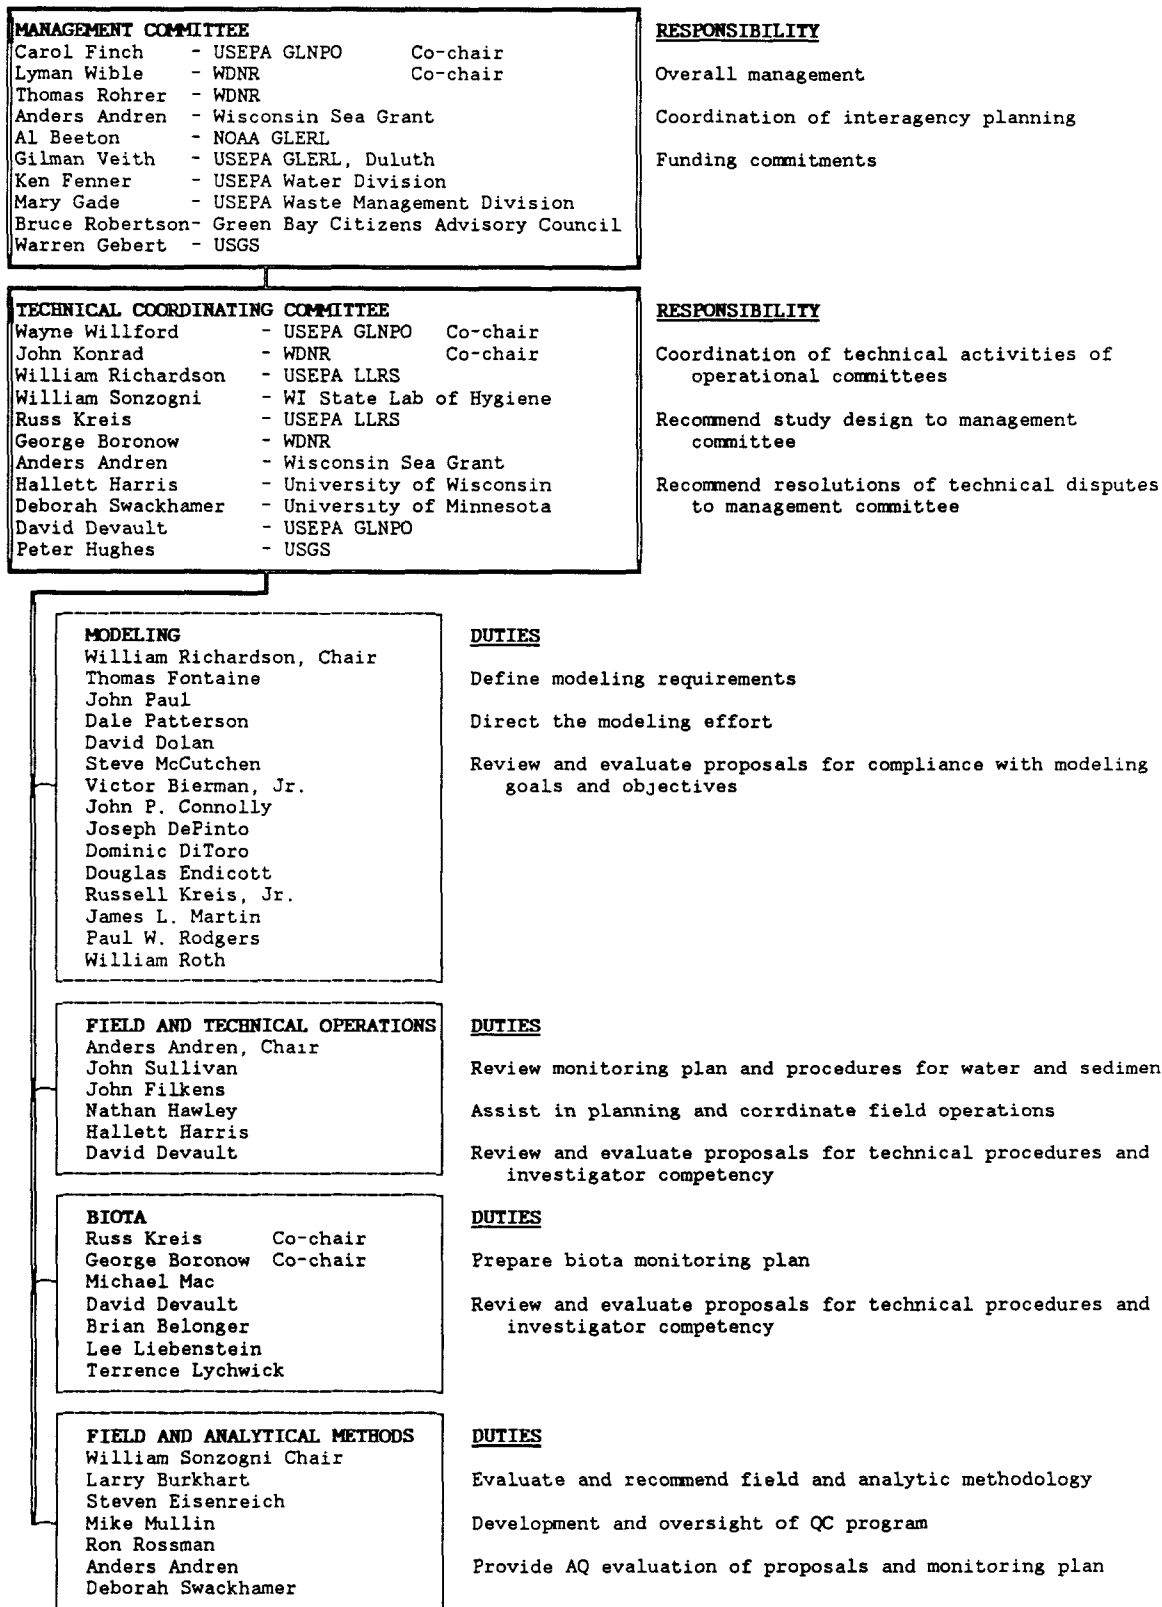 MANAGEMENT COMMITTEE
Carol Finch - USEPA GLNPO Co-chair
Lyman Wible - WDNR Co-chair
Thomas Rohrer - WDNR
Anders Andren - Wisconsin Sea Grant
Al Beeton - NOAA GLERL
Gilman Veith - USEPA GLERL, Duluth
Ken Fenner - USEPA Water Division
Mary Gade - USEPA Waste Management Division
Bruce Robertson- Green Bay Citizens Advisory Council
Warren Gebert - USGS
RESPONSIBILITY
Overall management
Coordination of interagency planning
Funding commitments
TECHNICAL COORDINATING COMMITTEE
Wayne Willford - USEPA GLNPO Co-chair
John Konrad - WDNR Co-chair
William Richardson - USEPA LLRS
William Sonzogni - WI State Lab of Hygiene
Russ Kreis - USEPA LLRS
George Boronow - WDNR
Anders Andren - Wisconsin Sea Grant
Hallett Harris - University of Wisconsin
Deborah Swackhamer - University of Minnesota
David Devault - USEPA GLNPO
Peter Hughes - USGS
RESPONSIBILITY
Coordination of technical activities of
operational committees
Recommend study design to management
committee
Recommend resolutions of technical disputes
to management committee
MODELING
William Richardson, Chair
Thomas Fontaine
John Paul
Dale Patterson
David Dolan
Steve McCutchen
Victor Bierman, Jr.
John P. Connolly
Joseph DePinto
Dominic DiToro
Douglas Endicott
Russell Kreis, Jr.
James L. Martin
Paul W. Rodgers
William Roth
DUTIES
Define modeling requirements
Direct the modeling effort
Review and evaluate proposals for compliance with modeling
goals and objectives
FIELD AND TECHNICAL OPERATIONS
Anders Andren, Chair
John Sullivan
John Filkens
Nathan Hawley
Hallett Harris
David Devault
DUTIES
Review monitoring plan and procedures for water and sedimen
Assist in planning and corrdinate field operations
Review and evaluate proposals for technical procedures and
investigator competency
BIOTA
Russ Kreis Co-chair
George Boronow Co-chair
Michael Mac
David Devault
Brian Belonger
Lee Liebenstein
Terrence Lychwick
DUTIES
Prepare biota monitoring plan
Review and evaluate proposals for technical procedures and
investigator competency
FIELD AND ANALYTICAL METHODS
William Sonzogni Chair
Larry Burkhart
Steven Eisenreich
Mike Mullin
Ron Rossman
Anders Andren
Deborah Swackhamer
DUTIES
Evaluate and recommend field and analytic methodology
Development and oversight of QC program
Provide AQ evaluation of proposals and monitoring plan